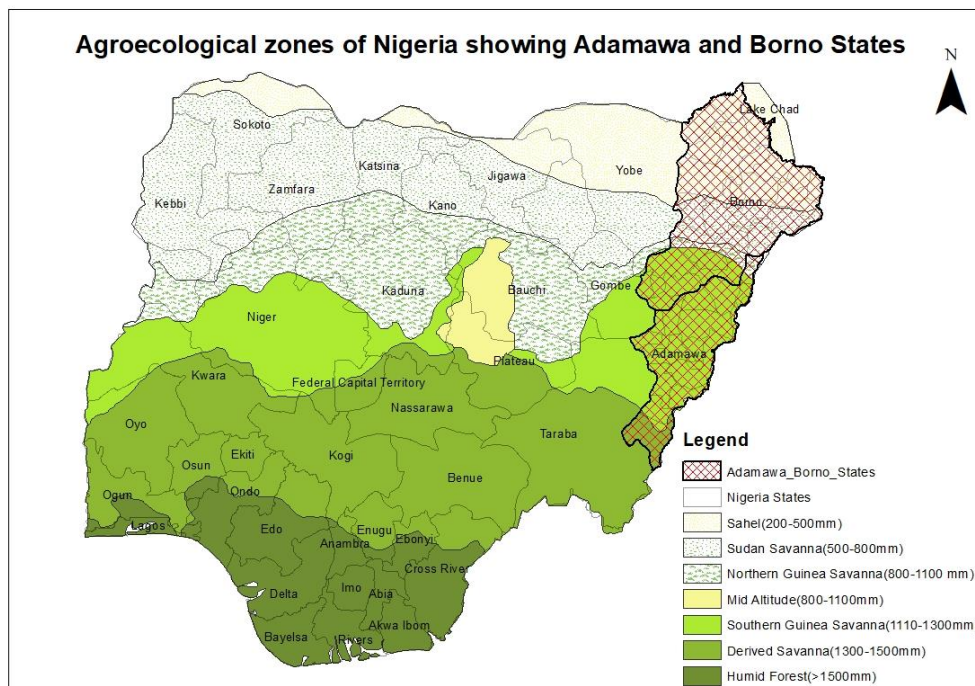 Agroecological zones of Nigeria showing Adamawa and Borno States
N
Lake Chad
Sokoto
Katsina
Yobe
Jigawa
Zamfara
Kebbi
Kano
Borno
Kaduna
Bauchi
Gombe
Niger
Adamawa
Plateau
Kwara
Federal Capital Territory
Nassarawa
Oyo
Taraba
Ekiti
Kogi
Osun
Benue
Ogun
Ondo
Lagos
Edo
Enugu
Ebonyi
Anambra
Cross River
Delta
Imo
Abia
Akwa Ibom
Bayelsa
Rivers
Legend
Adamawa_Borno_States
Nigeria States
Sahel(200-500mm)
Sudan Savanna(500-800mm)
Northern Guinea Savanna(800-1100 mm)
Mid Altitude(800-1100mm)
Southern Guinea Savanna(1110-1300mm
Derived Savanna(1300-1500mm)
Humid Forest(>1500mm)